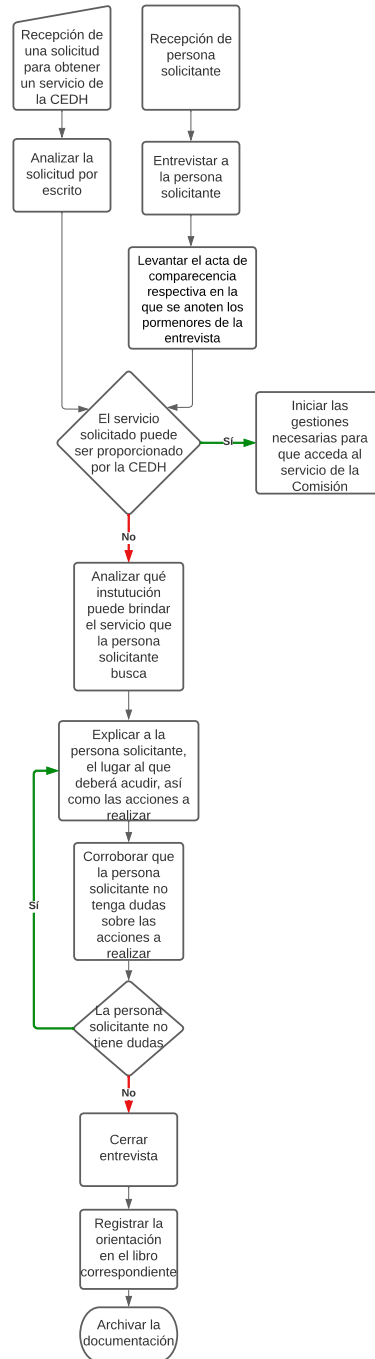 Recepción de
una solicitud
para obtener
un servicio de
la CEDH
Recepción de
persona
solicitante
Analizar la
solicitud por
escrito
Entrevistar a
la persona
solicitante
Levantar el acta de
comparecencia
respectiva en la
que se anoten los
pormenores de la
entrevista
El servicio
solicitado puede
ser proporcionado
por la CEDH
Sí
Iniciar las
gestiones
necesarias para
que acceda al
servicio de la
Comisión
No
Analizar qué
instutución
puede brindar
el servicio que
la persona
solicitante
busca
Explicar a la
persona solicitante,
el lugar al que
deberá acudir, así
como las acciones a
realizar
Corroborar que
la persona
solicitante no
tenga dudas
sobre las
acciones a
realizar
Sí
La persona
solicitante no
tiene dudas
No
Cerrar
entrevista
Registrar la
orientación
en el libro
correspondiente
Archivar la
documentación